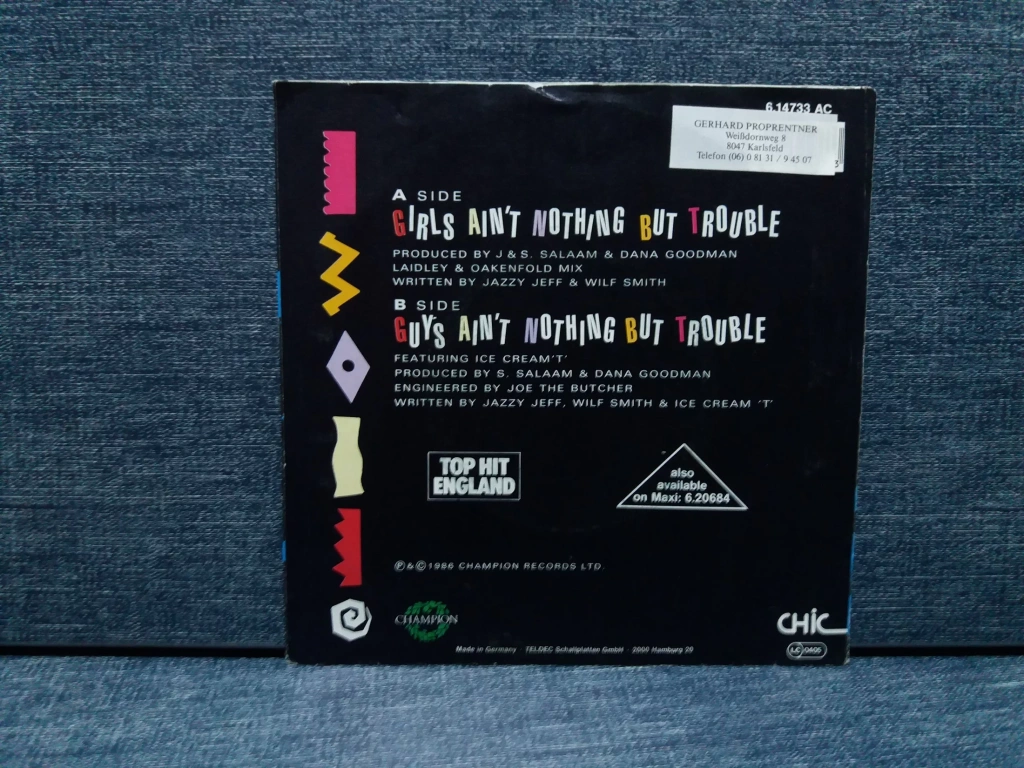 6.14733 AC
GERHARD PROPRENTNER
Weißdornweg 8
8047 Karlsfeld
Telefon (06) 0 81 31 / 9 45 07
3
A SIDE
GIRLS AIN'T NOTHING BUT TROUBLE
PRODUCED BY J & S. SALAAM & DANA GOODMAN
LAIDLEY & OAKENFOLD MIX
WRITTEN BY JAZZY JEFF & WILF SMITH
B SIDE
GUYS AIN'T NOTHING BUT TROUBLE
FEATURING ICE CREAM 'T'
PRODUCED BY S. SALAAM & DANA GOODMAN
ENGINEERED BY JOE THE BUTCHER
WRITTEN BY JAZZY JEFF, WILF SMITH & ICE CREAM 'T'
TOP HIT
ENGLAND
also
available
on Maxi: 6.20684
Ⓟ & © 1986 CHAMPION RECORDS LTD.
CHAMPION
CHIC
Made in Germany · TELDEC Schallplatten GmbH · 2000 Hamburg 20
LC 0405